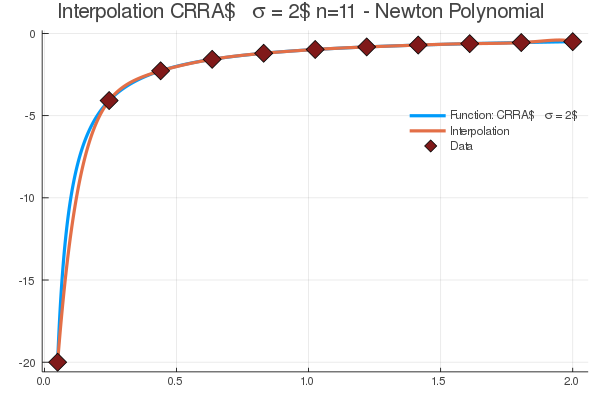 Interpolation CRRA$ σ = 2$ n=11 - Newton Polynomial
0
-5
-10
-15
-20
Function: CRRA$ σ = 2$
Interpolation
Data
0.0 0.5 1.0 1.5 2.0